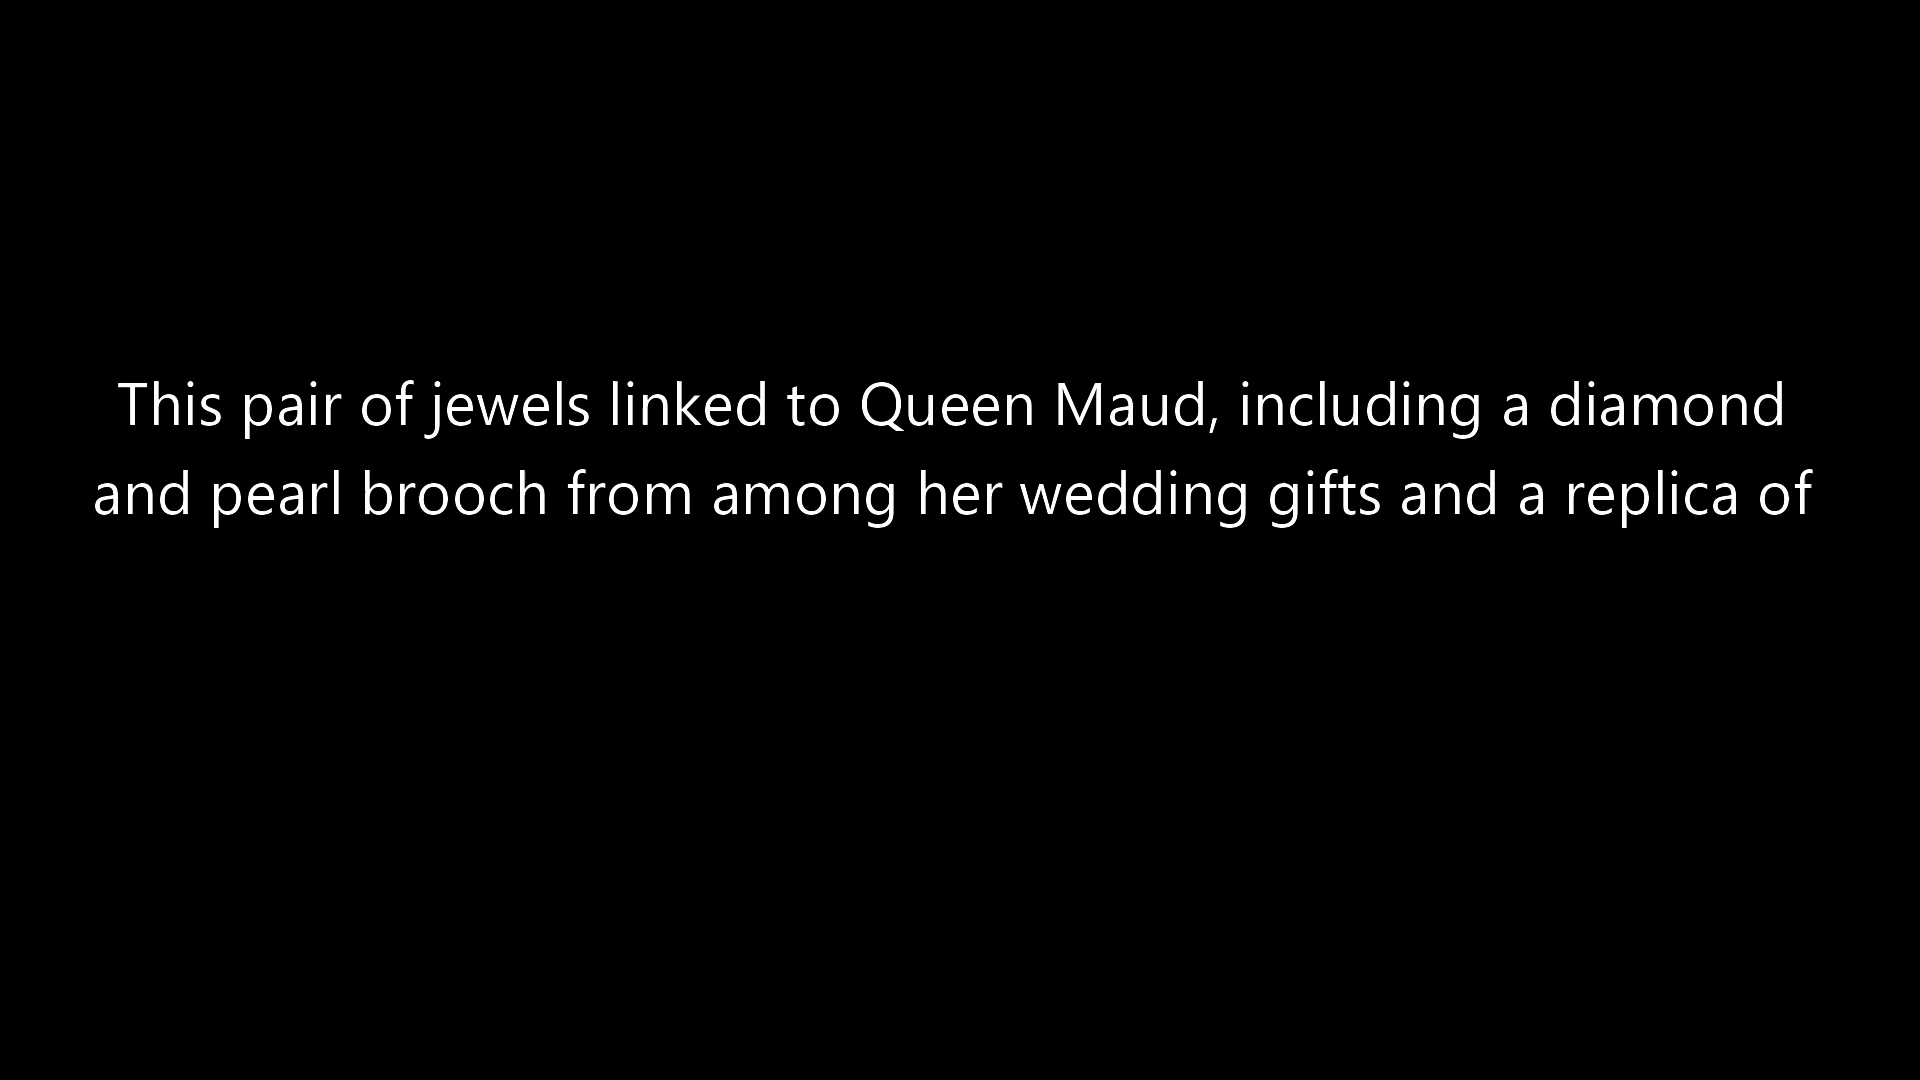 This pair of jewels linked to Queen Maud, including a diamond
and pearl brooch from among her wedding gifts and a replica of